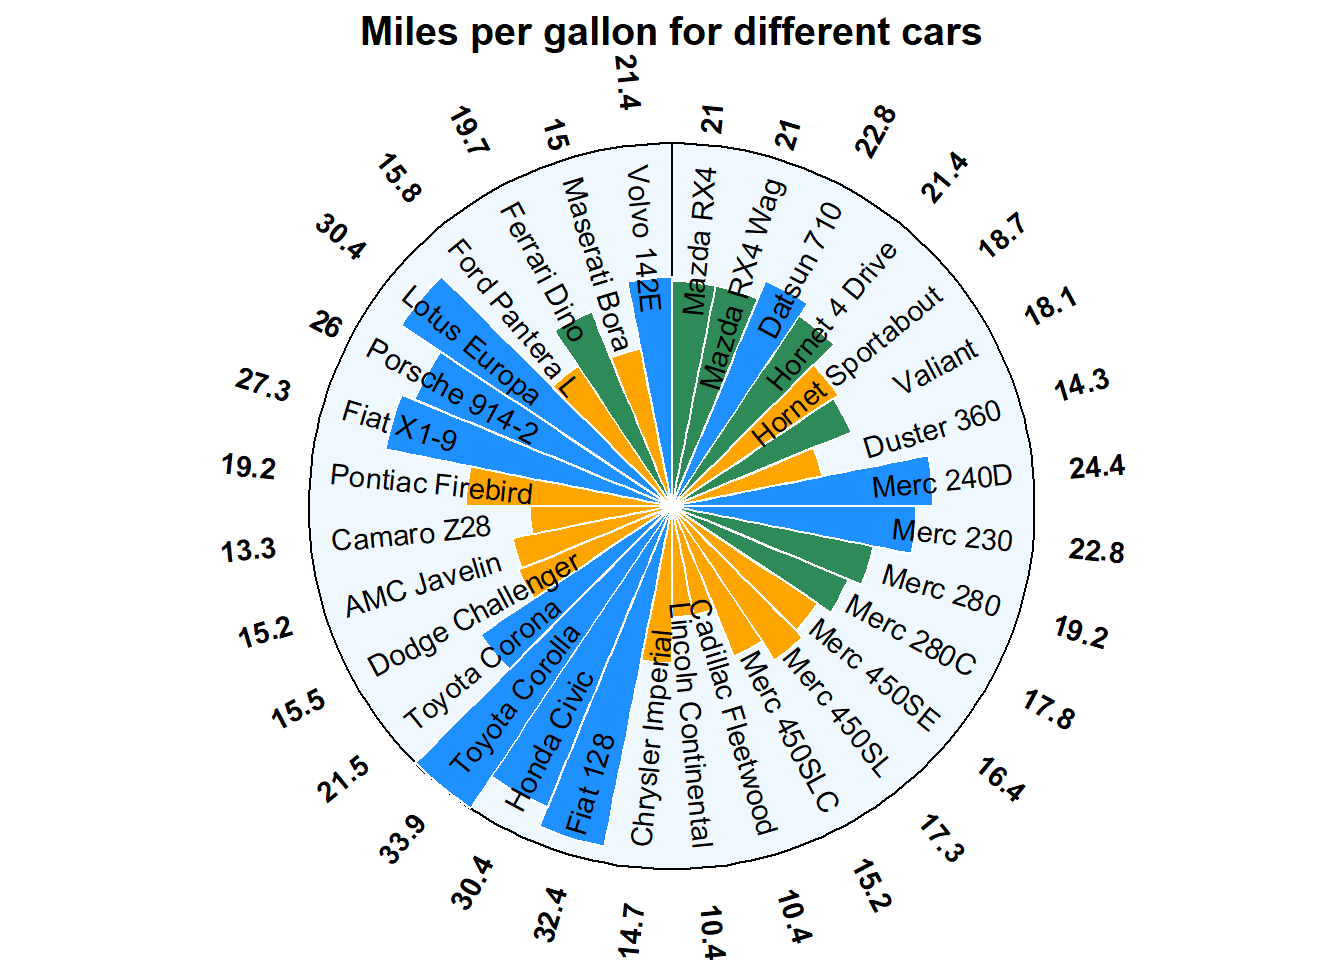 Miles per gallon for different cars
21
21
22.8
21.4
18.7
18.1
14.3
24.4
22.8
19.2
17.8
16.4
17.3
15.2
10.4
10.4
14.7
32.4
30.4
33.9
21.5
15.5
15.2
13.3
19.2
27.3
26
30.4
15.8
19.7
15
21.4
Mazda RX4
Mazda RX4 Wag
Datsun 710
Hornet 4 Drive
Hornet Sportabout
Valiant
Duster 360
Merc 240D
Merc 230
Merc 280
Merc 280C
Merc 450SE
Merc 450SL
Merc 450SLC
Cadillac Fleetwood
Lincoln Continental
Chrysler Imperial
Fiat 128
Honda Civic
Toyota Corolla
Toyota Corona
Dodge Challenger
AMC Javelin
Camaro Z28
Pontiac Firebird
Fiat X1-9
Porsche 914-2
Lotus Europa
Ford Pantera L
Ferrari Dino
Maserati Bora
Volvo 142E